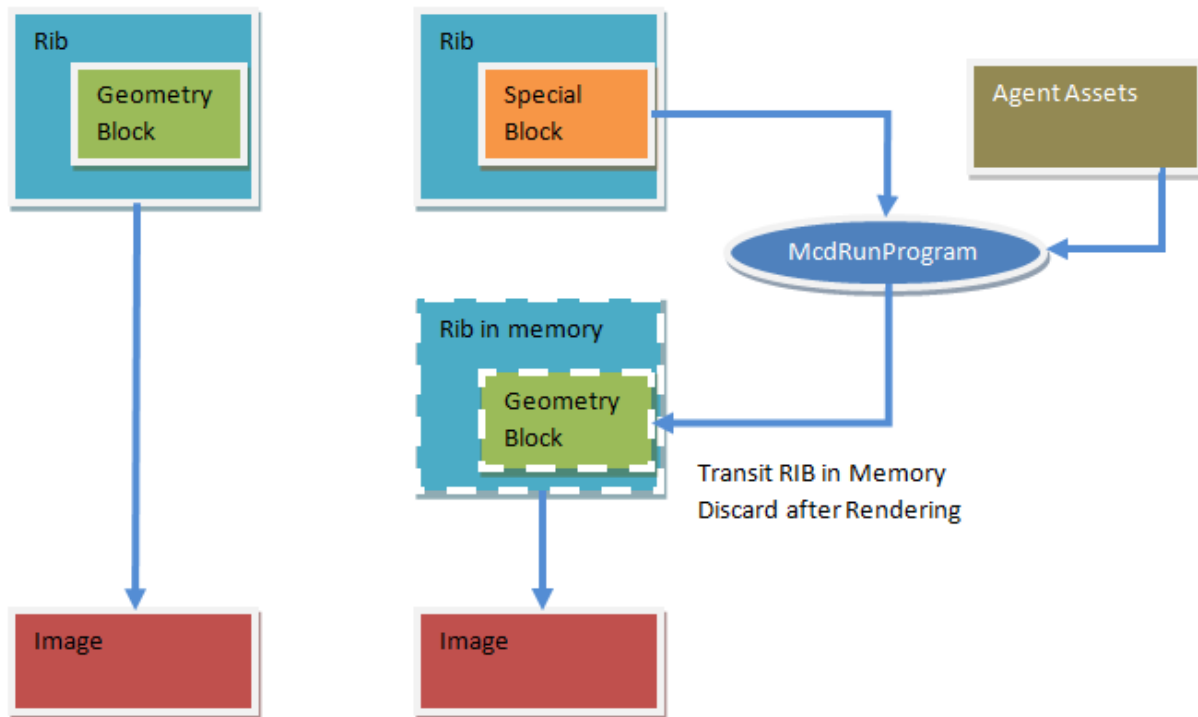 Rib
Geometry
Block
Image
Rib
Special
Block
Agent Assets
McdRunProgram
Rib in memory
Geometry
Block
Transit RIB in Memory
Discard after Rendering
Image